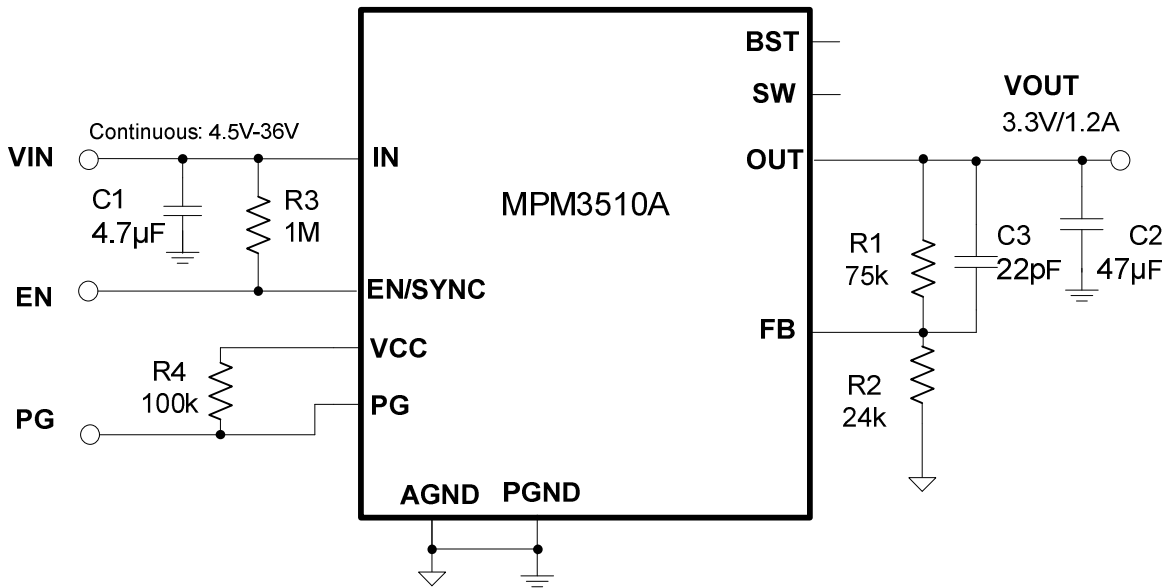 BST
SW
VOUT
3.3V/1.2A
Continuous: 4.5V-36V
VIN
IN
OUT
MPM3510A
C1
4.7µF
R3
1M
R1
75k
C3
22pF
C2
47µF
EN
EN/SYNC
FB
VCC
R4
100k
R2
24k
PG
PG
AGND
PGND